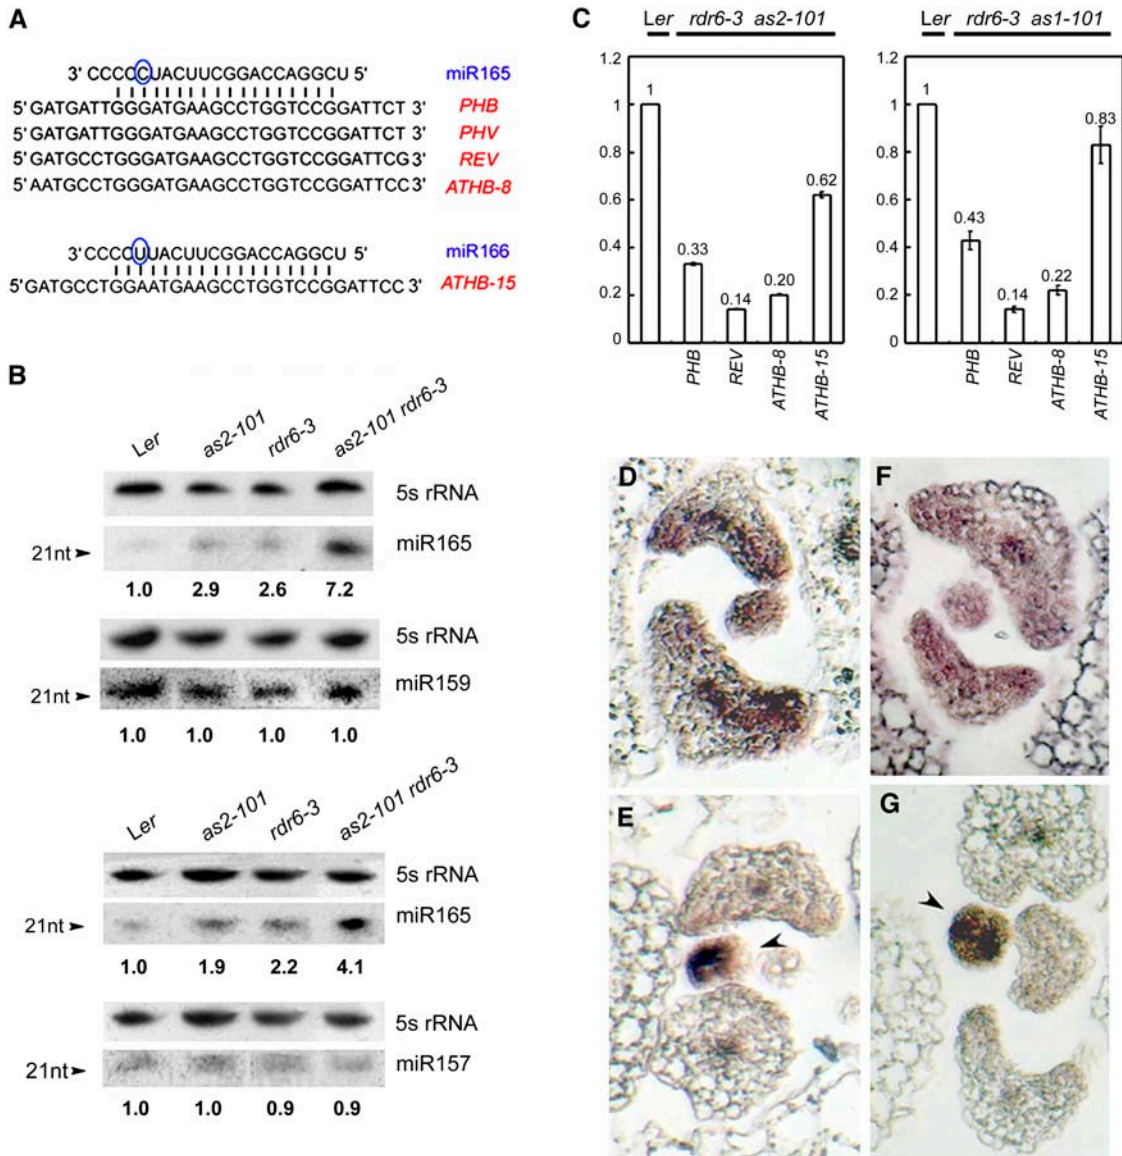 A
3' CCCCCUACUUCGGACCAGGCU 5' miR165
5' GATGATTGGGATGAAGCCTGGTCCGGATTCT 3' PHB
5' GATGATTGGGATGAAGCCTGGTCCGGATTCT 3' PHV
5' GATGCCTGGGATGAAGCCTGGTCCGGATTCG 3' REV
5' AATGCCTGGGATGAAGCCTGGTCCGGATTCC 3' ATHB-8
3' CCCCUUACUUCGGACCAGGCU 5' miR166
5' GATGCCTGGAATGAAGCCTGGTCCGGATTCC 3' ATHB-15
B
Ler as2-101 rdr6-3 as2-101 rdr6-3
5s rRNA
21nt miR165
1.0 2.9 2.6 7.2
5s rRNA
21nt miR159
1.0 1.0 1.0 1.0
Ler as2-101 rdr6-3 as2-101 rdr6-3
5s rRNA
21nt miR165
1.0 1.9 2.2 4.1
5s rRNA
21nt miR157
1.0 1.0 0.9 0.9
C
Ler rdr6-3 as2-101
1.2
1
0.8
0.6
0.4
0.2
0
1
0.33
0.14
0.20
0.62
PHB
REV
ATHB-8
ATHB-15
Ler rdr6-3 as1-101
1.2
1
0.8
0.6
0.4
0.2
0
1
0.43
0.14
0.22
0.83
PHB
REV
ATHB-8
ATHB-15
D
F
E
G